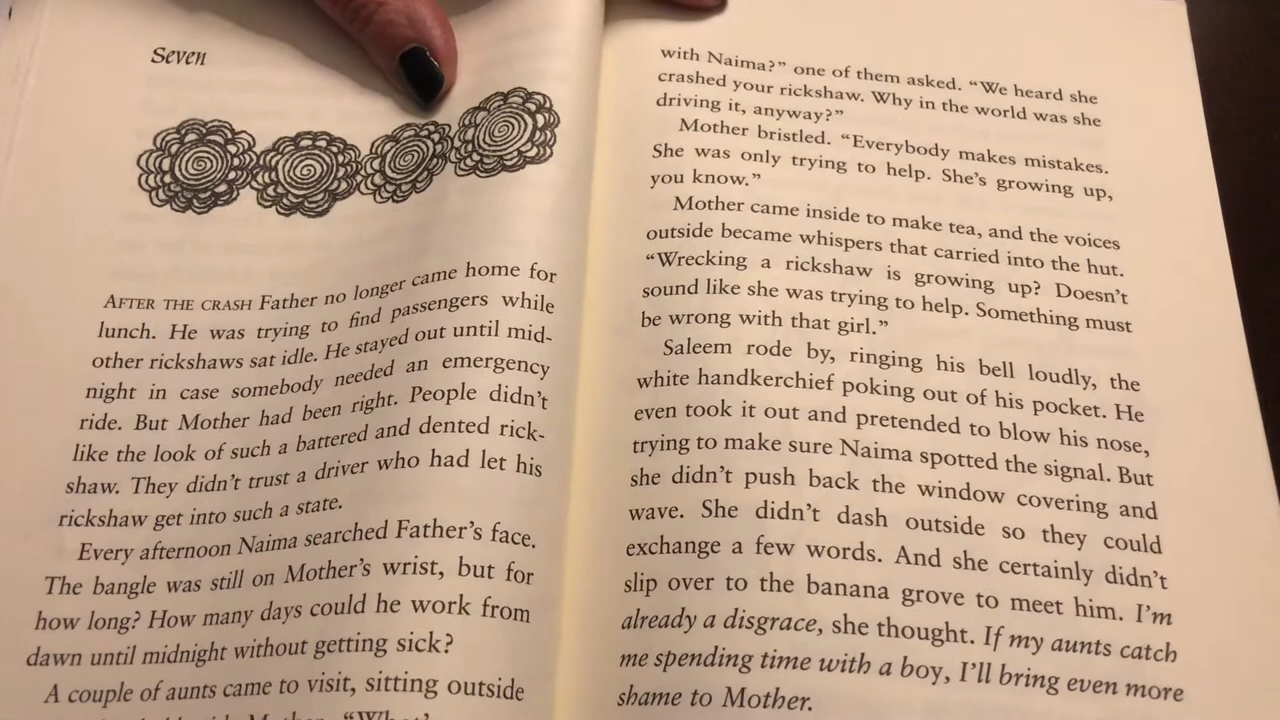 Seven
AFTER THE CRASH Father no longer came home for
lunch. He was trying to find passengers while
other rickshaws sat idle. He stayed out until mid-
night in case somebody needed an emergency
ride. But Mother had been right. People didn't
like the look of such a battered and dented rick-
shaw. They didn't trust a driver who had let his
rickshaw get into such a state.
Every afternoon Naima searched Father's face.
The bangle was still on Mother's wrist, but for
how long? How many days could he work from
dawn until midnight without getting sick?
A couple of aunts came to visit, sitting outside
Mother. "What's
with Naima?" one of them asked. "We heard she
crashed your rickshaw. Why in the world was she
driving it, anyway?"
Mother bristled. "Everybody makes mistakes.
She was only trying to help. She's growing up,
you know."
Mother came inside to make tea, and the voices
outside became whispers that carried into the hut.
"Wrecking a rickshaw is growing up? Doesn't
sound like she was trying to help. Something must
be wrong with that girl."
Saleem rode by, ringing his bell loudly, the
white handkerchief poking out of his pocket. He
even took it out and pretended to blow his nose,
trying to make sure Naima spotted the signal. But
she didn't push back the window covering and
wave. She didn't dash outside so they could
exchange a few words. And she certainly didn't
slip over to the banana grove to meet him. I'm
already a disgrace, she thought. If my aunts catch
me spending time with a boy, I'll bring even more
shame to Mother.